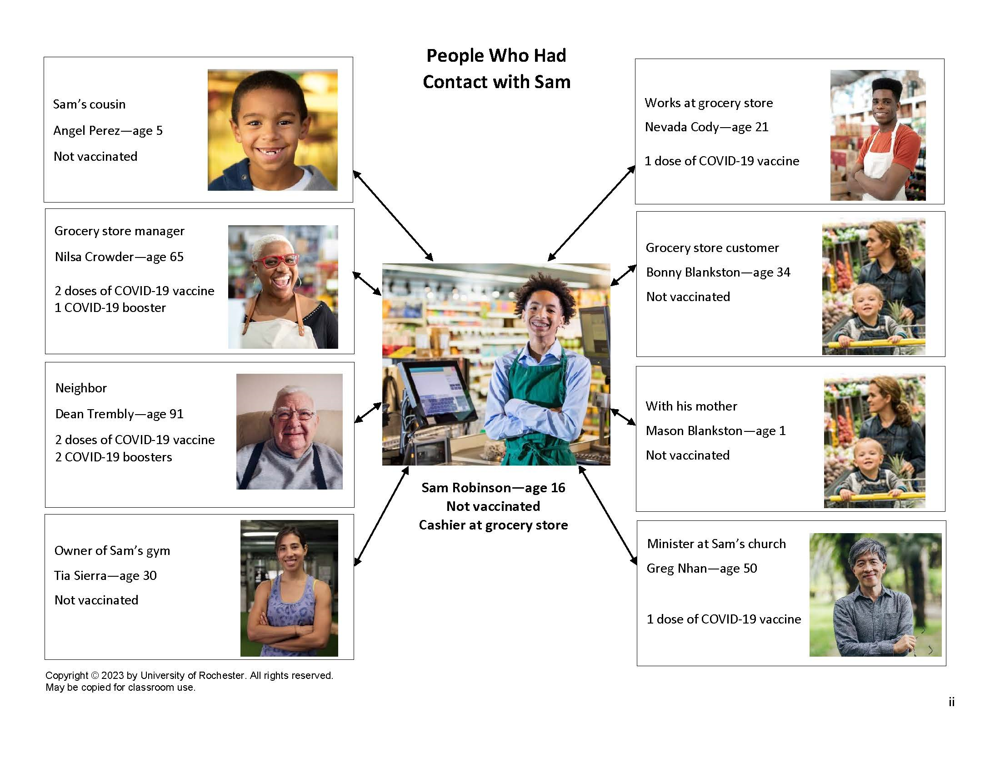 People Who Had
Contact with Sam
Sam’s cousin
Angel Perez—age 5
Not vaccinated
Grocery store manager
Nilsa Crowder—age 65
2 doses of COVID-19 vaccine
1 COVID-19 booster
Neighbor
Dean Trembly—age 91
2 doses of COVID-19 vaccine
2 COVID-19 boosters
Owner of Sam’s gym
Tia Sierra—age 30
Not vaccinated
Sam Robinson—age 16
Not vaccinated
Cashier at grocery store
Works at grocery store
Nevada Cody—age 21
1 dose of COVID-19 vaccine
Grocery store customer
Bonny Blankston—age 34
Not vaccinated
With his mother
Mason Blankston—age 1
Not vaccinated
Minister at Sam’s church
Greg Nhan—age 50
1 dose of COVID-19 vaccine
Copyright © 2023 by University of Rochester. All rights reserved.
May be copied for classroom use.
ii